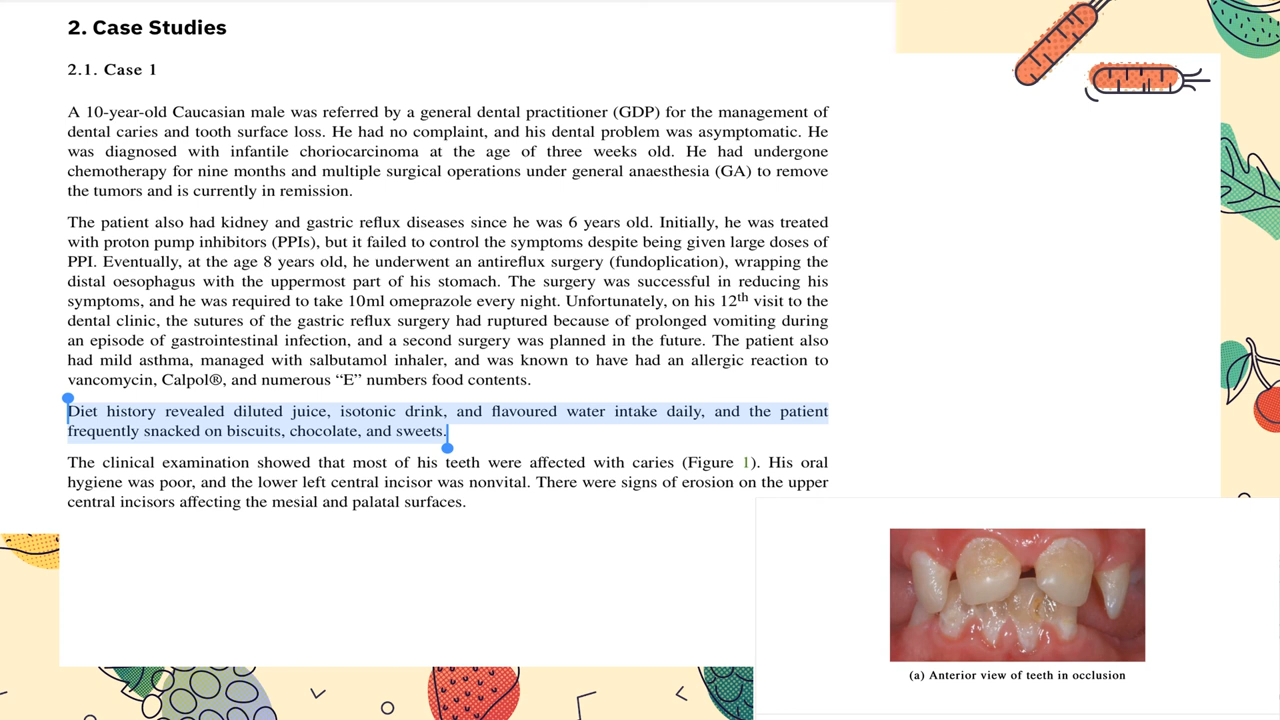 2. Case Studies
2.1. Case 1
A 10-year-old Caucasian male was referred by a general dental practitioner (GDP) for the management of
dental caries and tooth surface loss. He had no complaint, and his dental problem was asymptomatic. He
was diagnosed with infantile choriocarcinoma at the age of three weeks old. He had undergone
chemotherapy for nine months and multiple surgical operations under general anaesthesia (GA) to remove
the tumors and is currently in remission.
The patient also had kidney and gastric reflux diseases since he was 6 years old. Initially, he was treated
with proton pump inhibitors (PPIs), but it failed to control the symptoms despite being given large doses of
PPI. Eventually, at the age 8 years old, he underwent an antireflux surgery (fundoplication), wrapping the
distal oesophagus with the uppermost part of his stomach. The surgery was successful in reducing his
symptoms, and he was required to take 10ml omeprazole every night. Unfortunately, on his 12th visit to the
dental clinic, the sutures of the gastric reflux surgery had ruptured because of prolonged vomiting during
an episode of gastrointestinal infection, and a second surgery was planned in the future. The patient also
had mild asthma, managed with salbutamol inhaler, and was known to have had an allergic reaction to
vancomycin, Calpol®, and numerous “E” numbers food contents.
Diet history revealed diluted juice, isotonic drink, and flavoured water intake daily, and the patient
frequently snacked on biscuits, chocolate, and sweets.
The clinical examination showed that most of his teeth were affected with caries (Figure 1). His oral
hygiene was poor, and the lower left central incisor was nonvital. There were signs of erosion on the upper
central incisors affecting the mesial and palatal surfaces.
(a) Anterior view of teeth in occlusion